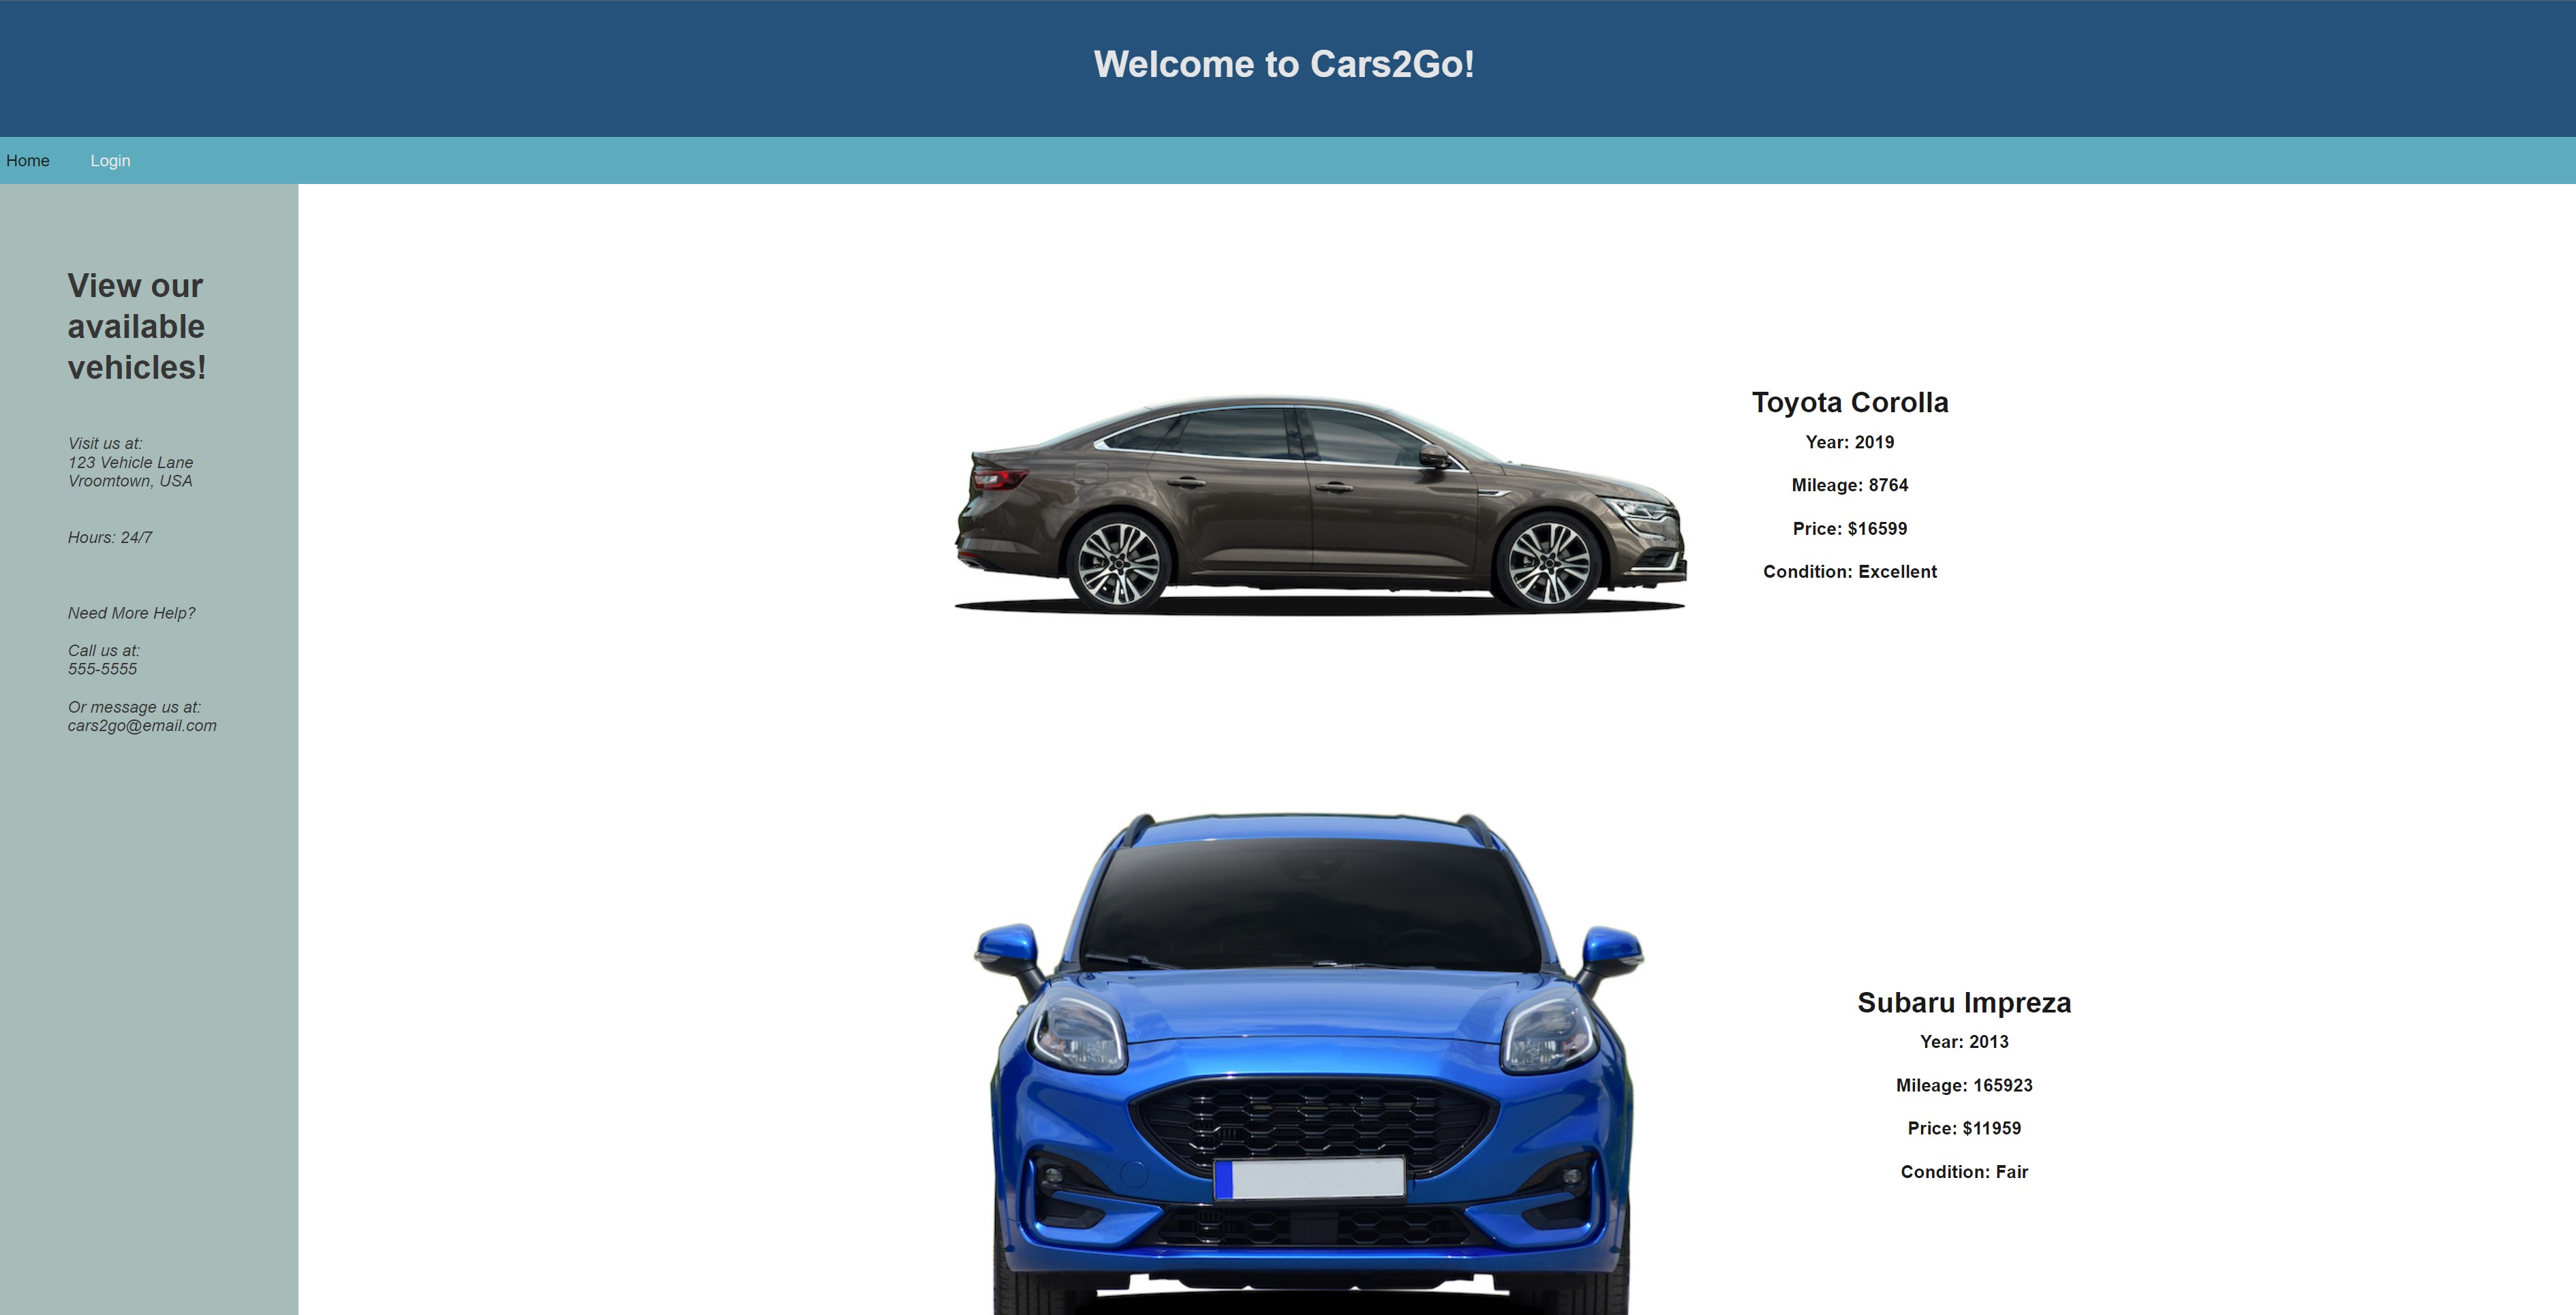 Welcome to Cars2Go!
Home
Login
View our
available
vehicles!
Visit us at:
123 Vehicle Lane
Vroomtown, USA
Hours: 24/7
Need More Help?
Call us at:
555-5555
Or message us at:
cars2go@email.com
Toyota Corolla
Year: 2019
Mileage: 8764
Price: $16599
Condition: Excellent
Subaru Impreza
Year: 2013
Mileage: 165923
Price: $11959
Condition: Fair